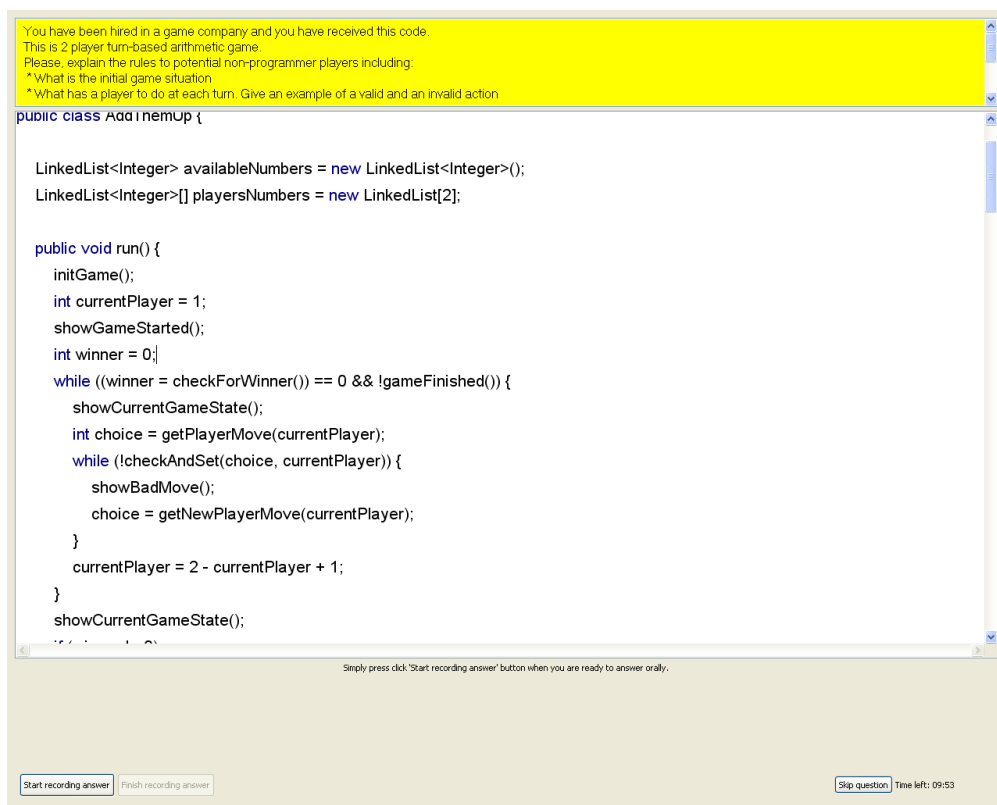 You have been hired in a game company and you have received this code.
This is 2 player turn-based arithmetic game.
Please, explain the rules to potential non-programmer players including:
* What is the initial game situation
* What has a player to do at each turn. Give an example of a valid and an invalid action
public class AddThemUp {
LinkedList<Integer> availableNumbers = new LinkedList<Integer>();
LinkedList<Integer>[] playersNumbers = new LinkedList[2];
public void run() {
initGame();
int currentPlayer = 1;
showGameStarted();
int winner = 0;
while ((winner = checkForWinner()) == 0 && !gameFinished()) {
showCurrentGameState();
int choice = getPlayerMove(currentPlayer);
while (!checkAndSet(choice, currentPlayer)) {
showBadMove();
choice = getNewPlayerMove(currentPlayer);
}
currentPlayer = 2 - currentPlayer + 1;
}
showCurrentGameState();
Simply press click 'Start recording answer' button when you are ready to answer orally.
Start recording answer Finish recording answer Skip question Time left: 09:53